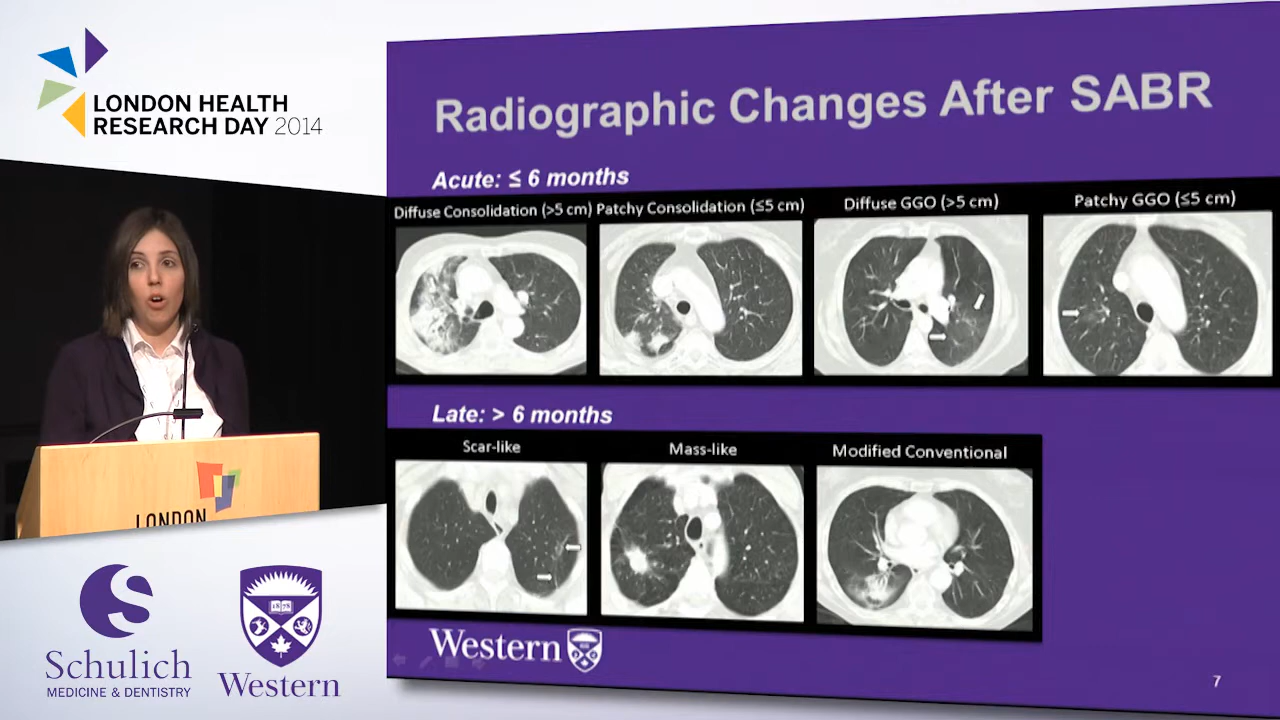 LONDON HEALTH
RESEARCH DAY 2014
Radiographic Changes After SABR
Acute: ≤ 6 months
Diffuse Consolidation (>5 cm) Patchy Consolidation (≤5 cm) Diffuse GGO (>5 cm) Patchy GGO (≤5 cm)
Late: > 6 months
Scar-like Mass-like Modified Conventional
LONDON
Schulich
MEDICINE & DENTISTRY
1878
Western
Western
7